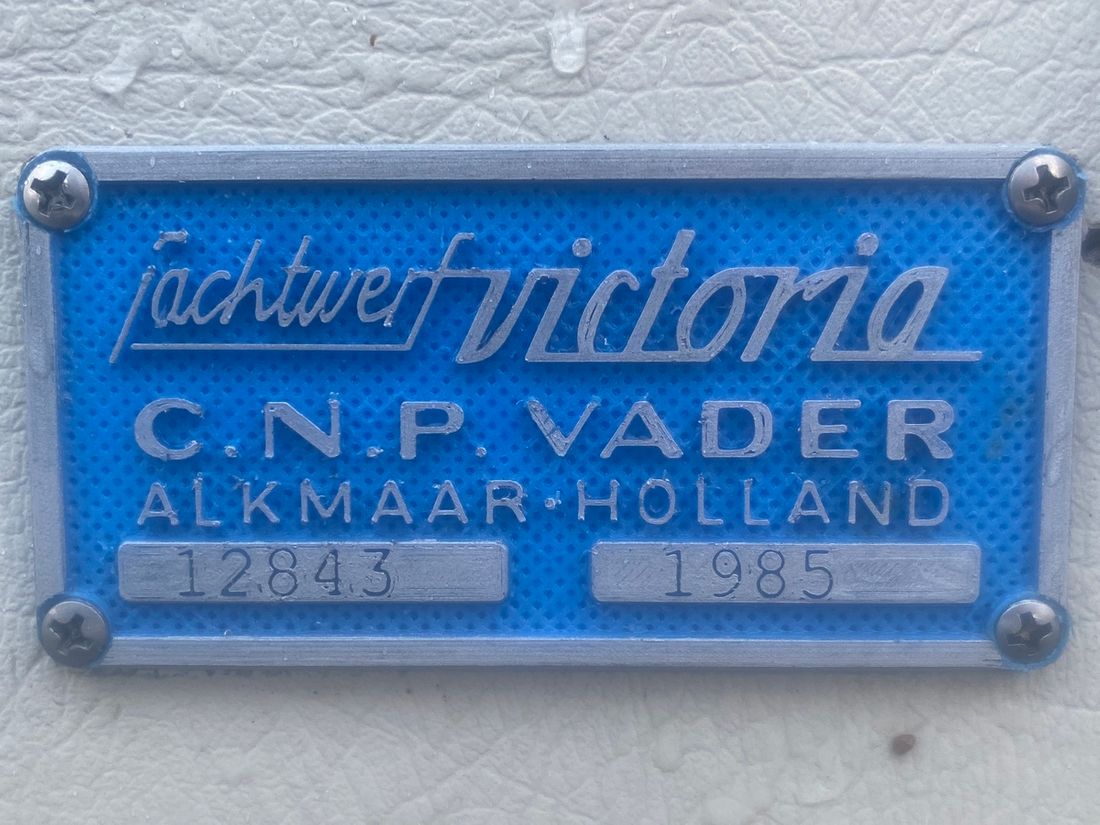 jachtwerf victoria
C.N.P. VADER
ALKMAAR·HOLLAND
12843 1985